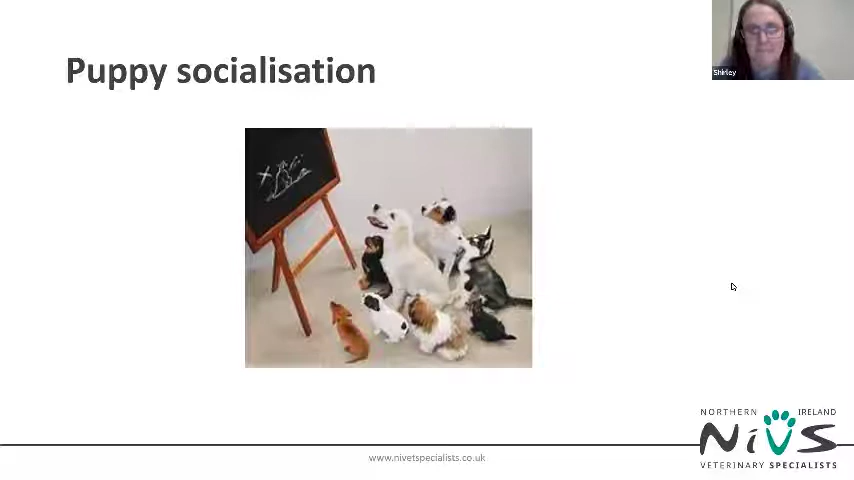 Puppy socialisation
Shirley
www.nivetspecialists.co.uk
NORTHERN IRELAND
NiVS
VETERINARY SPECIALISTS